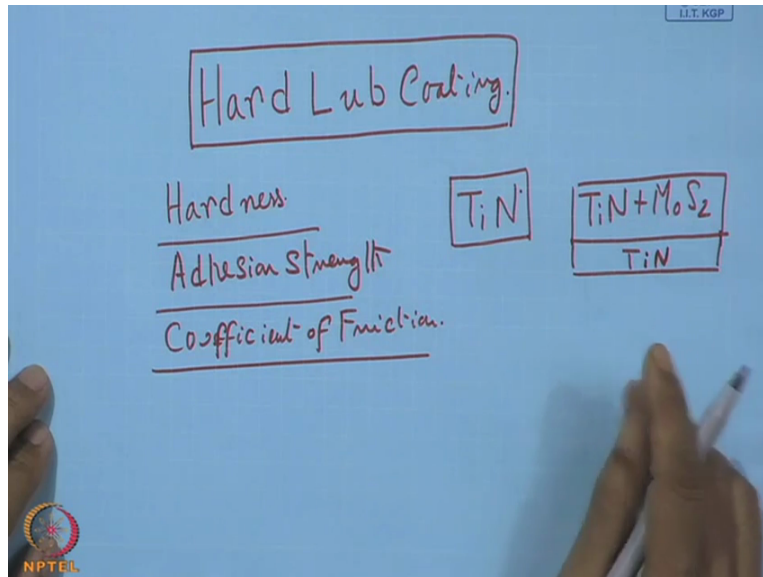 I.I.T. KGP
Hard Lub Coating.
Hardness.
Adhesion Strength
Coefficient of Friction.
TiN
TiN+MoS2
TiN
NPTEL